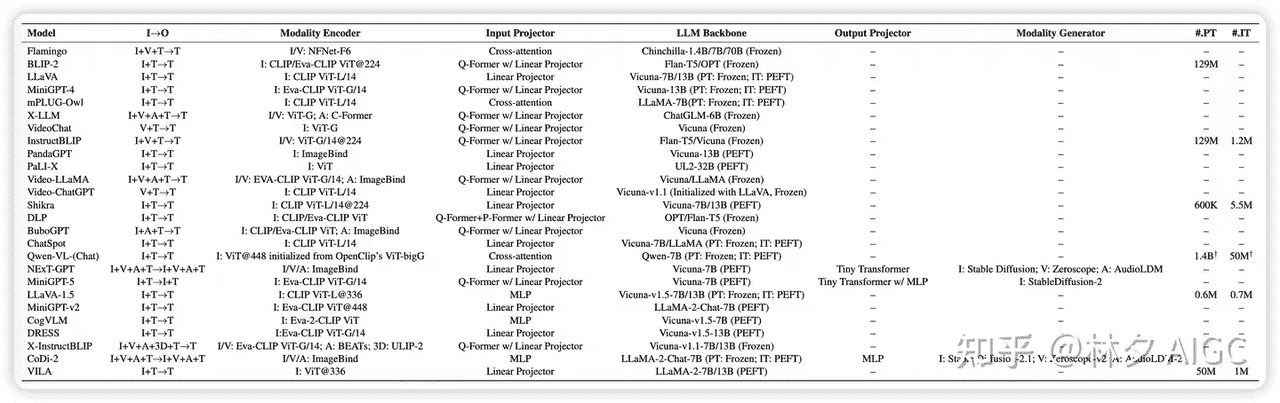 Model I→O Modality Encoder Input Projector LLM Backbone Output Projector Modality Generator #.PT #.IT
Flamingo I+V+T→T I/V: NFNet-F6 Cross-attention Chinchilla-1.4B/7B/70B (Frozen) – – – –
BLIP-2 I+T→T I: CLIP/Eva-CLIP ViT@224 Q-Former w/ Linear Projector Flan-T5/OPT (Frozen) – – 129M –
LLaVA I+T→T I: CLIP ViT-L/14 Linear Projector Vicuna-7B/13B (PT: Frozen; IT: PEFT) – – – –
MiniGPT-4 I+T→T I: Eva-CLIP ViT-G/14 Q-Former w/ Linear Projector Vicuna-13B (PT: Frozen; IT: PEFT) – – – –
mPLUG-Owl I+T→T I: CLIP ViT-L/14 Cross-attention LLaMA-7B(PT: Frozen; IT: PEFT) – – – –
X-LLM I+V+A+T→T I/V: ViT-G; A: C-Former Q-Former w/ Linear Projector ChatGLM-6B (Frozen) – – – –
VideoChat V+T→T I: ViT-G Q-Former w/ Linear Projector Vicuna (Frozen) – – – –
InstructBLIP I+V+T→T I/V: ViT-G/14@224 Q-Former w/ Linear Projector Flan-T5/Vicuna (Frozen) – – 129M 1.2M
PandaGPT I+T→T I: ImageBind Linear Projector Vicuna-13B (PEFT) – – – –
PaLI-X I+T→T I: ViT Linear Projector UL2-32B (PEFT) – – – –
Video-LLaMA I+V+A+T→T I/V: EVA-CLIP ViT-G/14; A: ImageBind Q-Former w/ Linear Projector Vicuna/LLaMA (Frozen) – – – –
Video-ChatGPT V+T→T I: CLIP ViT-L/14 Linear Projector Vicuna-v1.1 (Initialized with LLaVA, Frozen) – – – –
Shikra I+T→T I: CLIP ViT-L/14@224 Linear Projector Vicuna-7B/13B (PEFT) – – 600K 5.5M
DLP I+T→T I: CLIP/Eva-CLIP ViT Q-Former+P-Former w/ Linear Projector OPT/Flan-T5 (Frozen) – – – –
BuboGPT I+A+T→T I: CLIP/Eva-CLIP ViT; A: ImageBind Q-Former w/ Linear Projector Vicuna (Frozen) – – – –
ChatSpot I+T→T I: CLIP ViT-L/14 Linear Projector Vicuna-7B/LLaMA (PT: Frozen; IT: PEFT) – – – –
Qwen-VL-(Chat) I+T→T I: ViT@448 initialized from OpenClip's ViT-bigG Cross-attention Qwen-7B (PT: Frozen; IT: PEFT) – – 1.4B† 50M†
NExT-GPT I+V+A+T→I+V+A+T I/V/A: ImageBind Linear Projector Vicuna-7B (PEFT) Tiny Transformer I: Stable Diffusion; V: Zeroscope; A: AudioLDM – –
MiniGPT-5 I+T→I+T I: Eva-CLIP ViT-G/14 Q-Former w/ Linear Projector Vicuna-7B (PEFT) Tiny Transformer w/ MLP I: StableDiffusion-2 – –
LLaVA-1.5 I+T→T I: CLIP ViT-L@336 MLP Vicuna-v1.5-7B/13B (PT: Frozen; IT: PEFT) – – 0.6M 0.7M
MiniGPT-v2 I+T→T I: Eva-CLIP ViT@448 Linear Projector LLaMA-2-Chat-7B (PEFT) – – – –
CogVLM I+T→T I: Eva-2-CLIP ViT MLP Vicuna-v1.5-7B (PEFT) – – – –
DRESS I+T→T I:Eva-CLIP ViT-G/14 Linear Projector Vicuna-v1.5-13B (PEFT) – – – –
X-InstructBLIP I+V+A+3D+T→T I/V: Eva-CLIP ViT-G/14; A: BEATs; 3D: ULIP-2 Q-Former w/ Linear Projector Vicuna-v1.1-7B/13B (Frozen) – – – –
CoDi-2 I+V+A+T→I+V+A+T I/V/A: ImageBind MLP LLaMA-2-Chat-7B (PT: Frozen; IT: PEFT) MLP I: Stable Diffusion-2.1; V: Zeroscope-v2; A: AudioLDM-2 – –
VILA I+T→T I: ViT@336 Linear Projector LLaMA-2-7B/13B (PEFT) – – 50M 1M
知乎 @林夕 AIGC